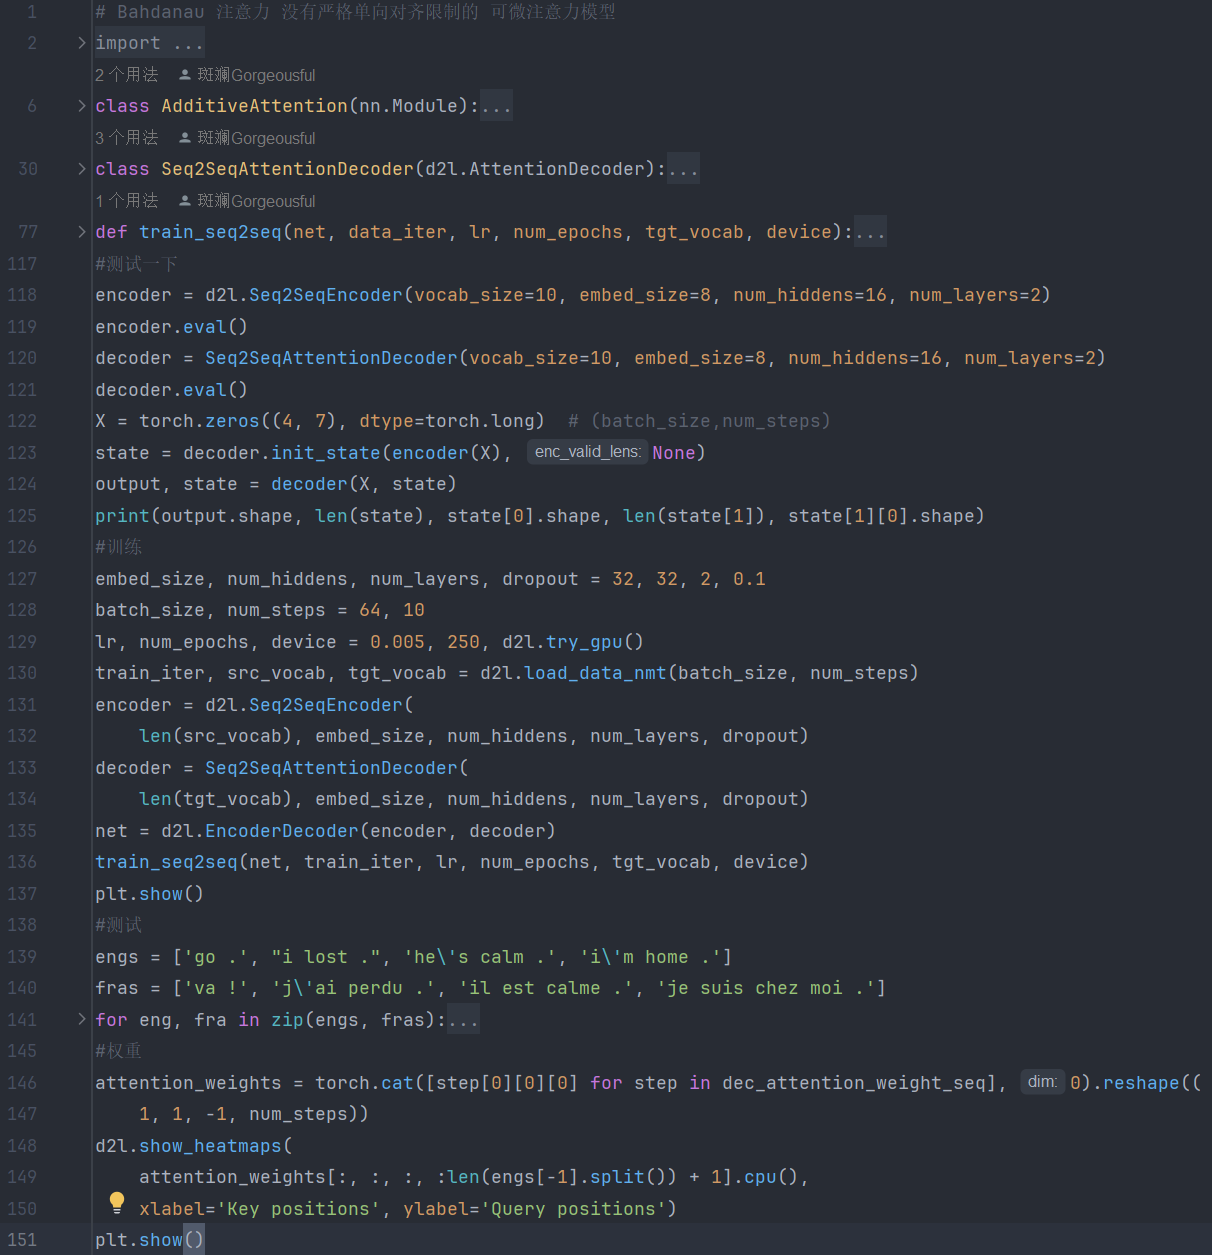 1 # Bahdanau 注意力 没有严格单向对齐限制的 可微注意力模型
2 import ...
2 个用法 斑斓Gorgeousful
6 class AdditiveAttention(nn.Module):...
3 个用法 斑斓Gorgeousful
30 class Seq2SeqAttentionDecoder(d2l.AttentionDecoder):...
1 个用法 斑斓Gorgeousful
77 def train_seq2seq(net, data_iter, lr, num_epochs, tgt_vocab, device):...
117 #测试一下
118 encoder = d2l.Seq2SeqEncoder(vocab_size=10, embed_size=8, num_hiddens=16, num_layers=2)
119 encoder.eval()
120 decoder = Seq2SeqAttentionDecoder(vocab_size=10, embed_size=8, num_hiddens=16, num_layers=2)
121 decoder.eval()
122 X = torch.zeros((4, 7), dtype=torch.long)  # (batch_size,num_steps)
123 state = decoder.init_state(encoder(X), enc_valid_lens: None)
124 output, state = decoder(X, state)
125 print(output.shape, len(state), state[0].shape, len(state[1]), state[1][0].shape)
126 #训练
127 embed_size, num_hiddens, num_layers, dropout = 32, 32, 2, 0.1
128 batch_size, num_steps = 64, 10
129 lr, num_epochs, device = 0.005, 250, d2l.try_gpu()
130 train_iter, src_vocab, tgt_vocab = d2l.load_data_nmt(batch_size, num_steps)
131 encoder = d2l.Seq2SeqEncoder(
132     len(src_vocab), embed_size, num_hiddens, num_layers, dropout)
133 decoder = Seq2SeqAttentionDecoder(
134     len(tgt_vocab), embed_size, num_hiddens, num_layers, dropout)
135 net = d2l.EncoderDecoder(encoder, decoder)
136 train_seq2seq(net, train_iter, lr, num_epochs, tgt_vocab, device)
137 plt.show()
138 #测试
139 engs = ['go .', "i lost .", 'he\'s calm .', 'i\'m home .']
140 fras = ['va !', 'j\'ai perdu .', 'il est calme .', 'je suis chez moi .']
141 for eng, fra in zip(engs, fras):...
145 #权重
146 attention_weights = torch.cat([step[0][0][0] for step in dec_attention_weight_seq], dim: 0).reshape((
147     1, 1, -1, num_steps))
148 d2l.show_heatmaps(
149     attention_weights[:, :, :, :len(engs[-1].split()) + 1].cpu(),
150     xlabel='Key positions', ylabel='Query positions')
151 plt.show()